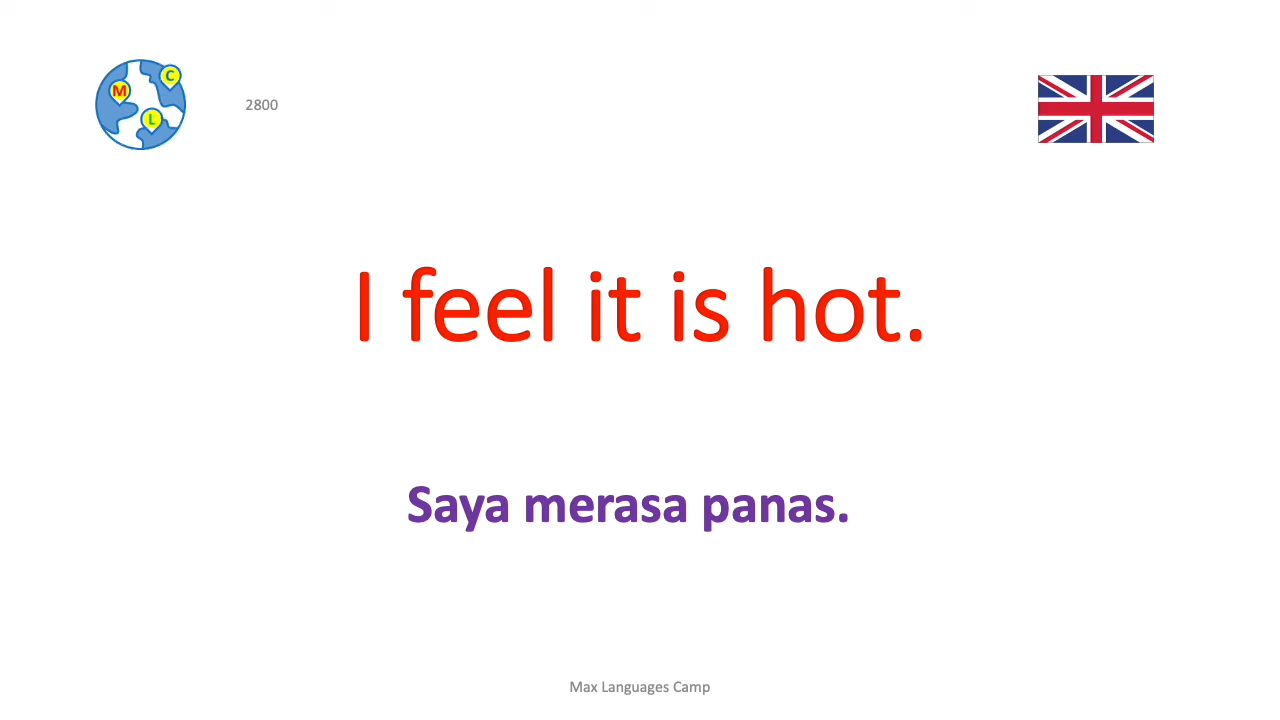 M
C
L
2800
I feel it is hot.
Saya merasa panas.
Max Languages Camp